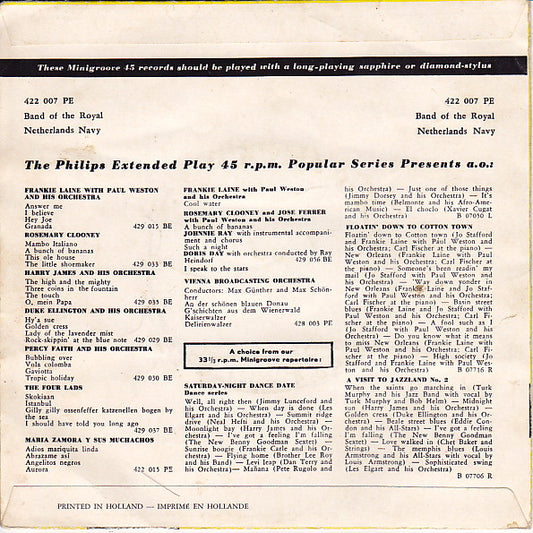 These Minigroove 45 records should be played with a long-playing sapphire or diamond-stylus
422 007 PE
Band of the Royal
Netherlands Navy
422 007 PE
Band of the Royal
Netherlands Navy
The Philips Extended Play 45 r.p.m. Popular Series Presents a.o.:
FRANKIE LAINE WITH PAUL WESTON
AND HIS ORCHESTRA
Answer me
I believe
Hey Joe
Granada 429 015 BE
ROSEMARY CLOONEY
Mambo Italiano
A bunch of bananas
This ole house
The little shoemaker 429 033 BE
HARRY JAMES AND HIS ORCHESTRA
The high and the mighty
Three coins in the fountain
The touch
O, mein Papa 429 035 BE
DUKE ELLINGTON AND HIS ORCHESTRA
Hy'a sue
Golden cress
Lady of the lavender mist
Rock-skippin' at the blue note 429 029 BE
PERCY FAITH AND HIS ORCHESTRA
Bubbling over
Vola colomba
Gaviotta
Tropic holiday 429 030 BE
THE FOUR LADS
Skokiaan
Istanbul
Gilly gilly ossenfeffer katzenellen bogen by
the sea
I should have told you long ago
429 037 BE
MARIA ZAMORA Y SUS MUCHACHOS
Adios mariquita linda
Abrazame asi
Angelitos negros
Aurora 422 015 PE
FRANKIE LAINE with Paul Weston
and his Orchestra
Cool water
ROSEMARY CLOONEY and JOSE FERRER
with Paul Weston and his Orchestra
A bunch of bananas
JOHNNIE RAY with instrumental accompani-
ment and chorus
Such a night
DORIS DAY with orchestra conducted by Ray
Heindorf 429 056 BE
I speak to the stars
VIENNA BROADCASTING ORCHESTRA
Conductors: Max Günther and Max Schön-
herr
An der schönen blauen Donau
G'schichten aus dem Wienerwald
Kaiserwalzer
Delirienwalzer 428 003 PE
A choice from our
33⅓ r.p.m. Minigroove repertoire:
SATURDAY-NIGHT DANCE DATE
Dance series
Well, all right then (Jimmy Lunceford and
his Orchestra) — When day is done (Les
Elgart and his Orchestra) — Summit ridge
drive (Neal Hefti and his Orchestra) —
Moonlight bay (Harry James and his Or-
chestra) — I've got a feeling I'm falling
(The New Benny Goodman Sextet) —
Sunrise boogie (Frankie Carle and his Or-
chestra) — Flying home (Brother Lee Roy
and his Band) — Levi leap (Dan Terry and
his Orchestra)— Mañana (Pete Rugolo and
his Orchestra) — Just one of those things
(Jimmy Dorsey and his Orchestra) — It's
mambo time (Belmonte and his Afro-Ame-
rican Music) — El choclo (Xavier Cugat
and his Orchestra) B 07050 L
FLOATIN' DOWN TO COTTON TOWN
Floatin' down to Cotton town (Jo Stafford
and Frankie Laine with Paul Weston and
his Orchestra; Carl Fischer at the piano) —
New Orleans (Frankie Laine with Paul
Weston and his Orchestra; Carl Fischer at
the piano) — Someone's been readin' my
mail (Jo Stafford with Paul Weston and
his Orchestra) — 'Way down yonder in
New Orleans (Frankie Laine and Jo Staf-
ford with Paul Weston and his Orchestra;
Carl Fischer at the piano) — Basin street
blues (Frankie Laine and Jo Stafford with
Paul Weston and his Orchestra; Carl Fi-
scher at the piano) — A fool such as I
(Jo Stafford with Paul Weston and his
Orchestra) — Do you know what it means
to miss New Orleans (Frankie Laine with
Paul Weston and his Orchestra; Carl Fi-
scher at the piano) — High society (Jo
Stafford and Frankie Laine with Paul Wes-
ton and his Orchestra) B 07716 R
A VISIT TO JAZZLAND No. 2
When the saints go marching in (Turk
Murphy and his Jazz Band with vocal by
Turk Murphy and Bob Helm) — Midnight
sun (Harry James and his Orchestra) —
Golden cress (Duke Ellington and his Or-
chestra) — Beale street blues (Eddie Con-
don and his All-Stars) — I've got a feeling
I'm falling (The New Benny Goodman
Sextet) — Love walked in (Chet Baker and
Strings) — The memphis blues (Louis
Armstrong and his All-Stars with vocal by
Louis Armstrong) — Sophisticated swing
(Les Elgart and his Orchestra)
B 07706 R
PRINTED IN HOLLAND — IMPRIMÉ EN HOLLANDE